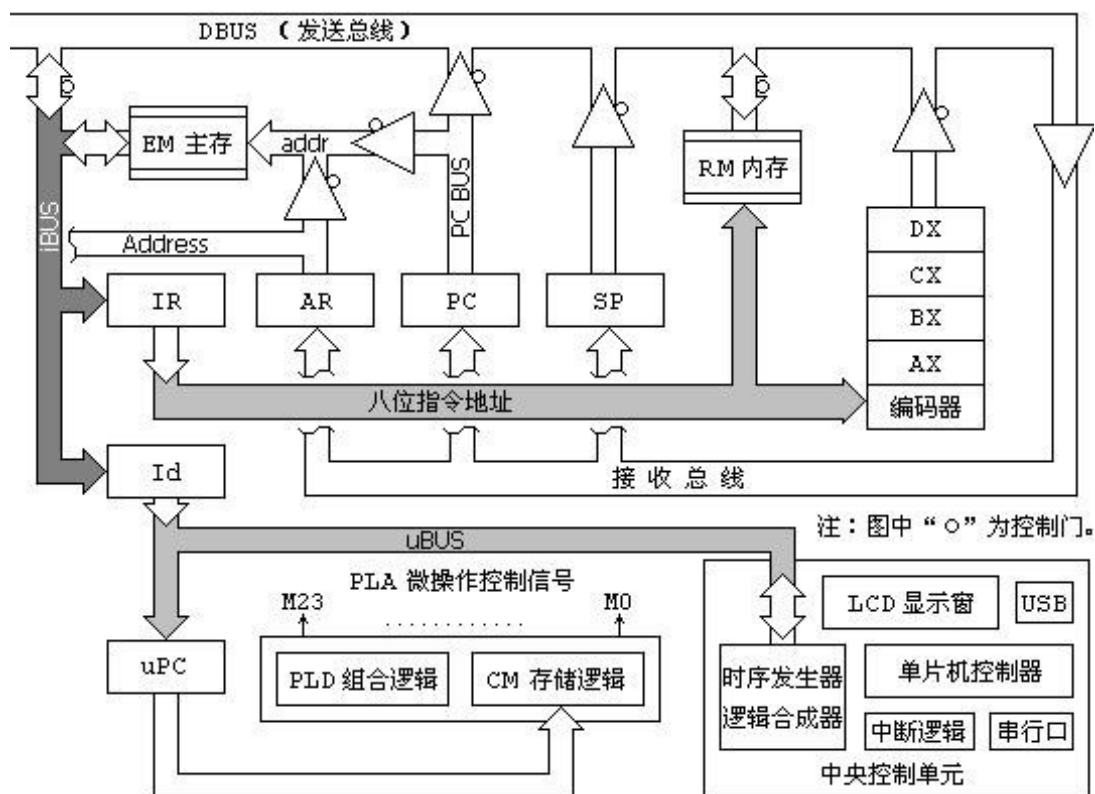 DBUS （发送总线）
EM 主存
addr
PC BUS
RM 内存
iBUS
Address
DX
CX
BX
AX
编码器
IR
AR
PC
SP
八位指令地址
Id
接 收 总 线
注：图中“○”为控制门。
uBUS
PLA 微操作控制信号
M23
M0
............
uPC
PLD 组合逻辑
CM 存储逻辑
时序发生器
逻辑合成器
LCD 显示窗
USB
单片机控制器
中断逻辑
串行口
中央控制单元